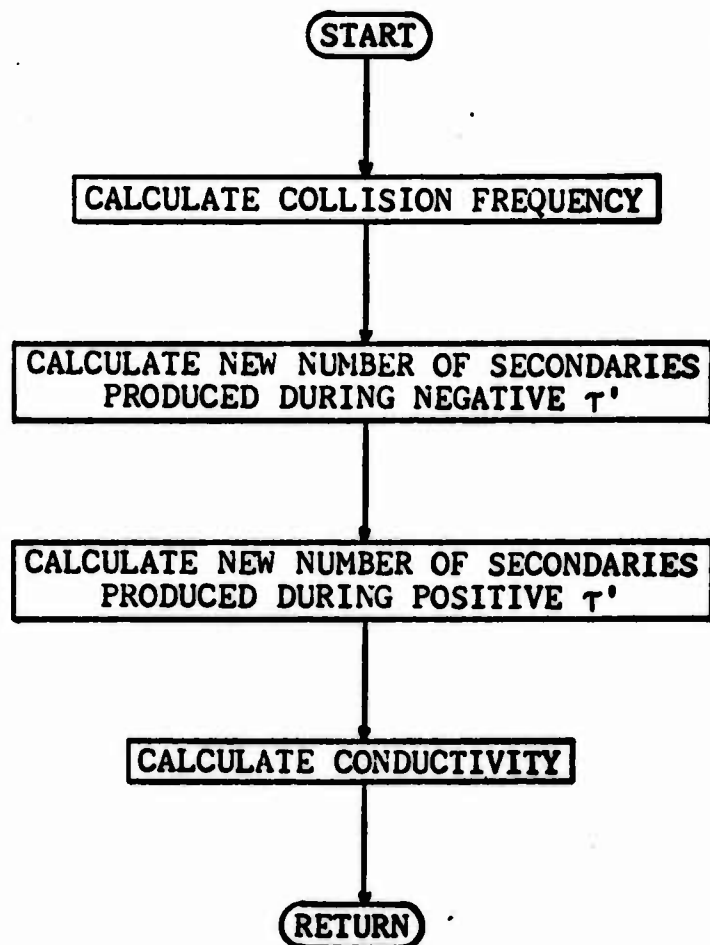 START
CALCULATE COLLISION FREQUENCY
CALCULATE NEW NUMBER OF SECONDARIES
PRODUCED DURING NEGATIVE τ'
CALCULATE NEW NUMBER OF SECONDARIES
PRODUCED DURING POSITIVE τ'
CALCULATE CONDUCTIVITY
RETURN